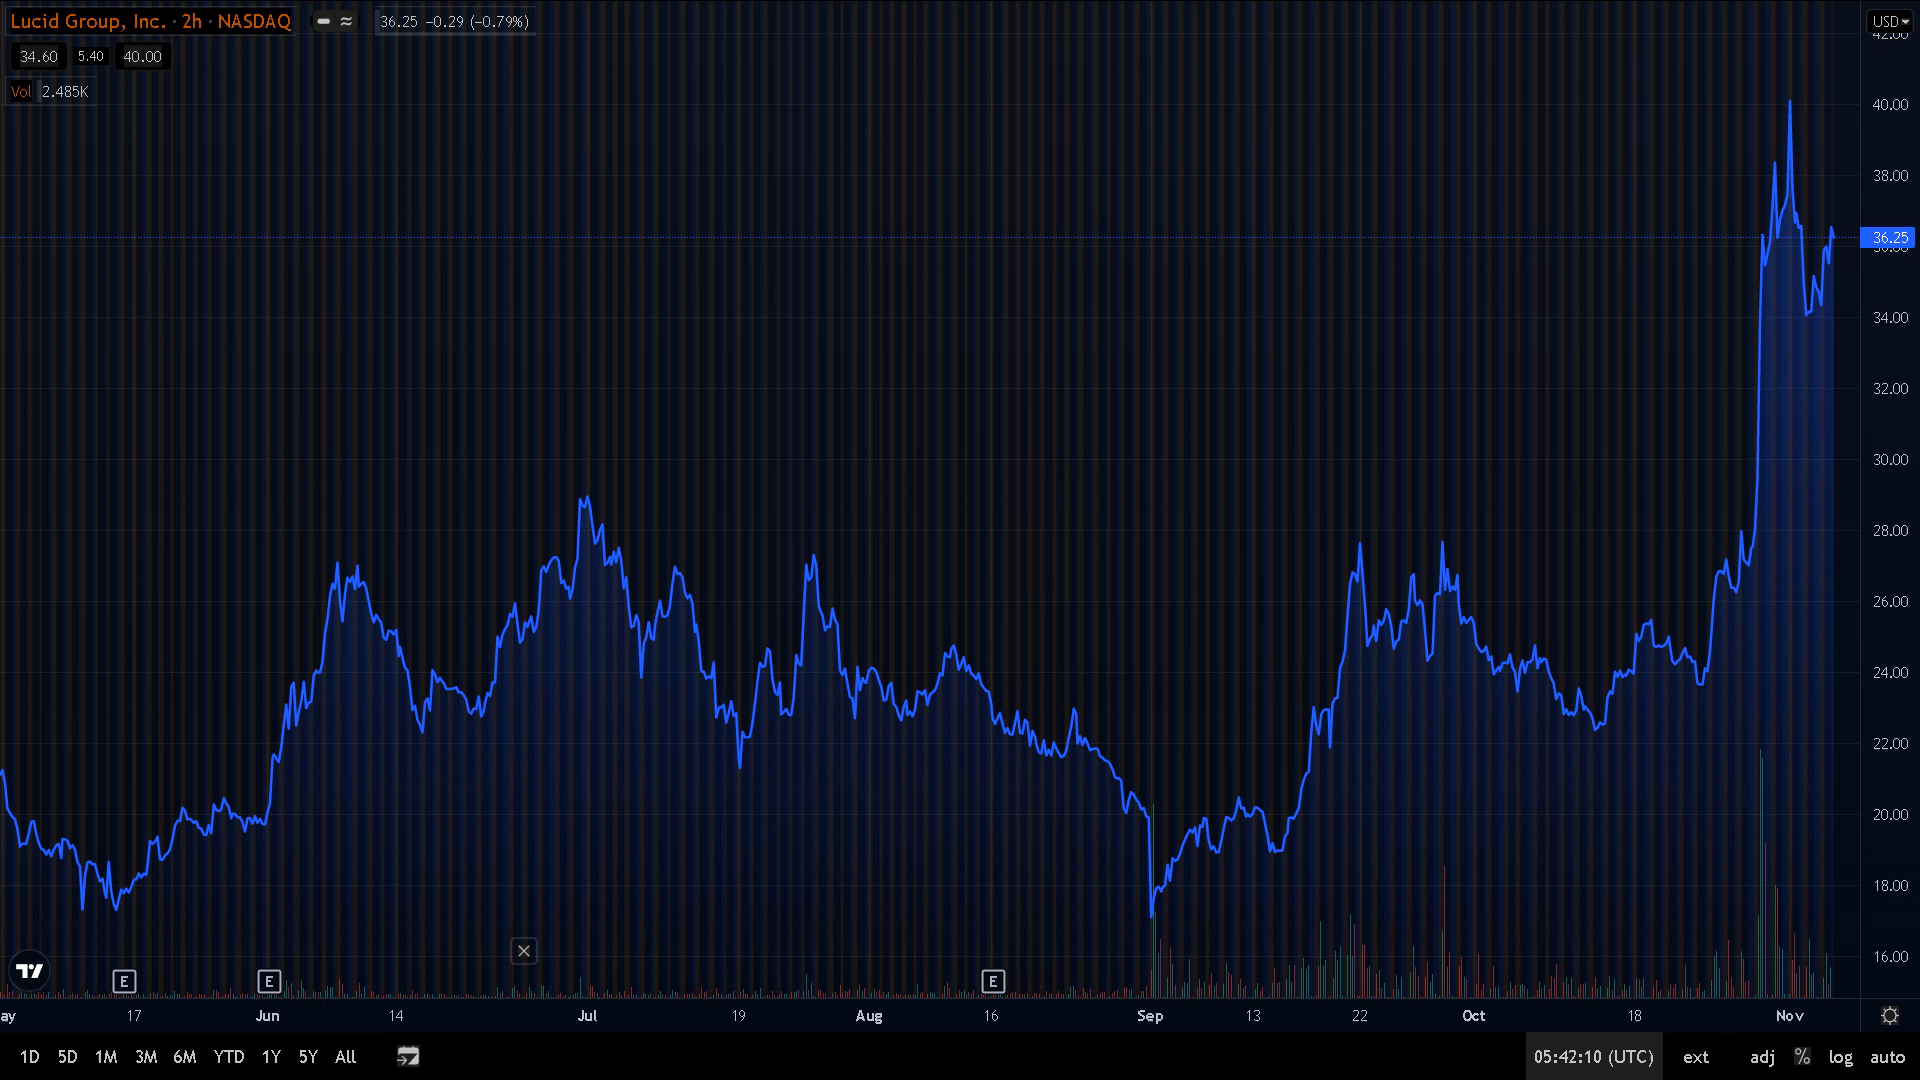 Lucid Group, Inc. · 2h · NASDAQ 36.25 −0.29 (−0.79%) USD
34.60 5.40 40.00
Vol 2.485K
42.00
40.00
38.00
36.25
36.00
34.00
32.00
30.00
28.00
26.00
24.00
22.00
20.00
18.00
16.00
E E E
ay 17 Jun 14 Jul 19 Aug 16 Sep 13 22 Oct 18 Nov
1D 5D 1M 3M 6M YTD 1Y 5Y All 05:42:10 (UTC) ext adj % log auto